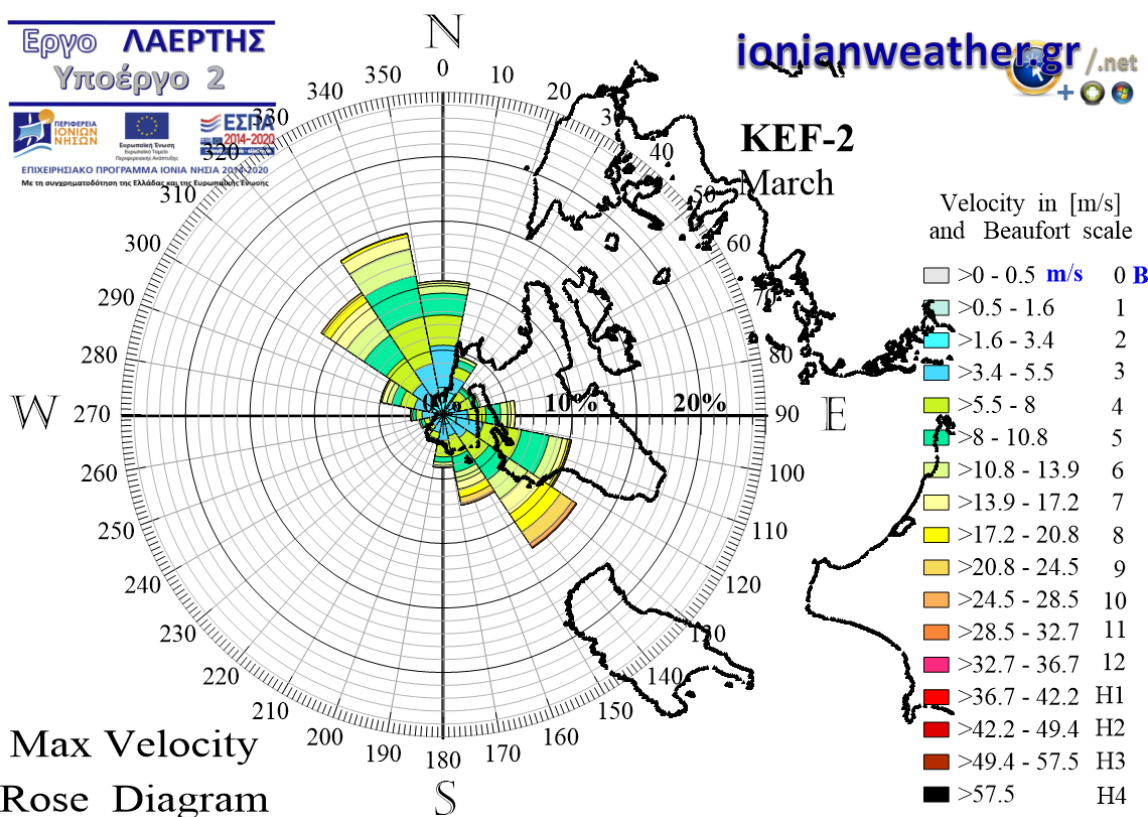 Εργο ΛΑΕΡΤΗΣ
Υποέργο 2
ΠΕΡΙΦΕΡΕΙΑ
ΙΟΝΙΩΝ
ΝΗΣΩΝ
Ευρωπαϊκή Ένωση
Ευρωπαϊκό Ταμείο
Περιφερειακής Ανάπτυξης
ΕΣΠΑ
2014-2020
ΕΠΙΧΕΙΡΗΣΙΑΚΟ ΠΡΟΓΡΑΜΜΑ ΙΟΝΙΑ ΝΗΣΙΑ 2014-2020
Με τη συγχρηματοδότηση της Ελλάδας και της Ευρωπαϊκής Ένωσης
ionianweather.gr /.net
+
KEF-2
March
N
0
10
20
30
40
50
60
70
80
90
E
100
110
120
130
140
150
160
170
180
S
190
200
210
220
230
240
250
260
270
W
280
290
300
310
320
330
340
350
0%
10%
20%
Velocity in [m/s]
and Beaufort scale
>0 - 0.5 m/s 0 B
>0.5 - 1.6 1
>1.6 - 3.4 2
>3.4 - 5.5 3
>5.5 - 8 4
>8 - 10.8 5
>10.8 - 13.9 6
>13.9 - 17.2 7
>17.2 - 20.8 8
>20.8 - 24.5 9
>24.5 - 28.5 10
>28.5 - 32.7 11
>32.7 - 36.7 12
>36.7 - 42.2 H1
>42.2 - 49.4 H2
>49.4 - 57.5 H3
>57.5 H4
Max Velocity
Rose Diagram